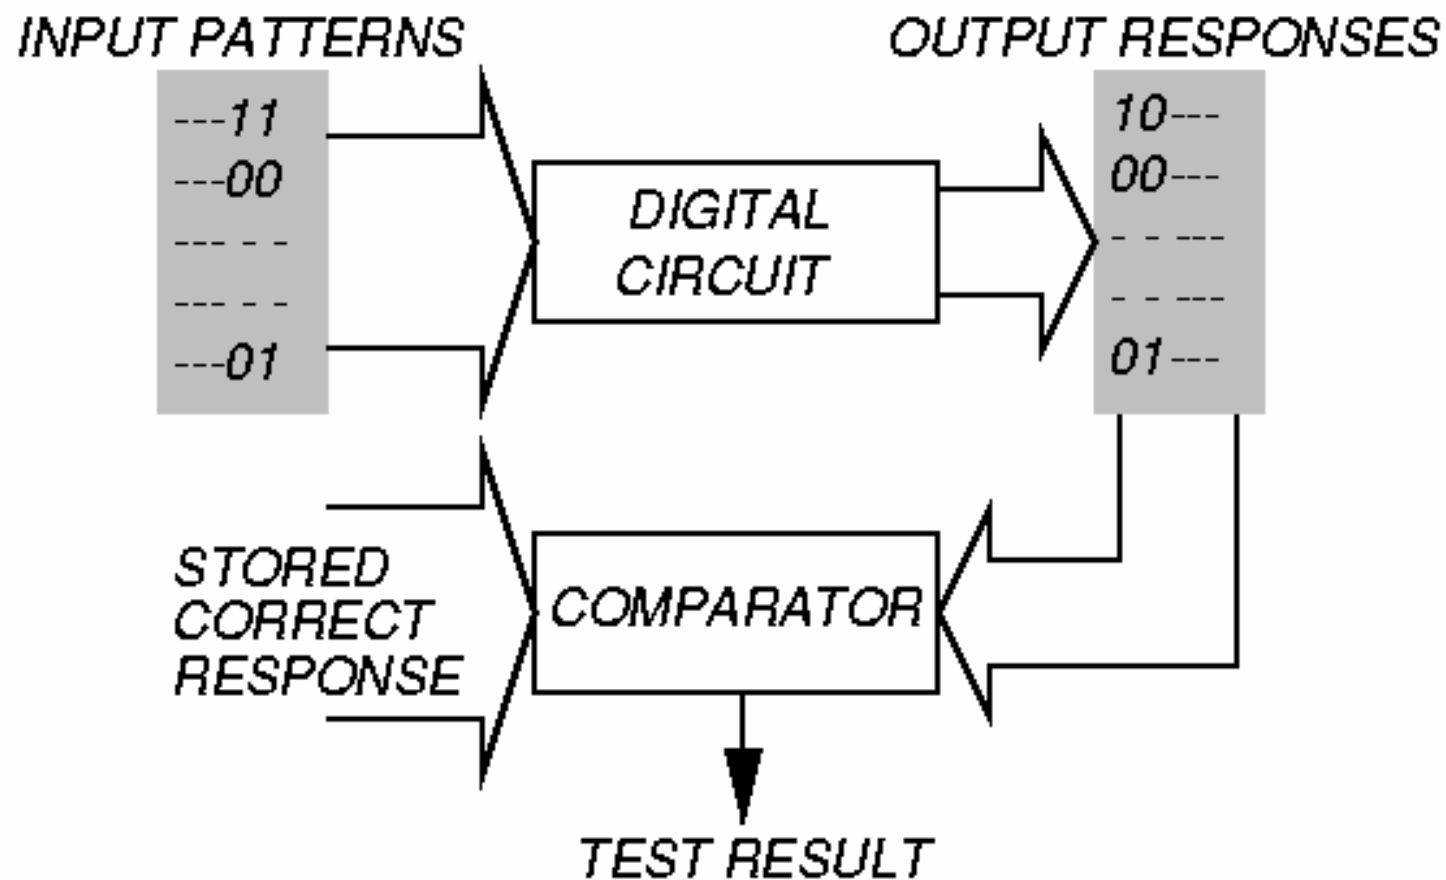 INPUT PATTERNS
---11
---00
--- - -
--- - -
---01
DIGITAL
CIRCUIT
OUTPUT RESPONSES
10---
00---
- - ---
- - ---
01---
STORED
CORRECT
RESPONSE
COMPARATOR
TEST RESULT